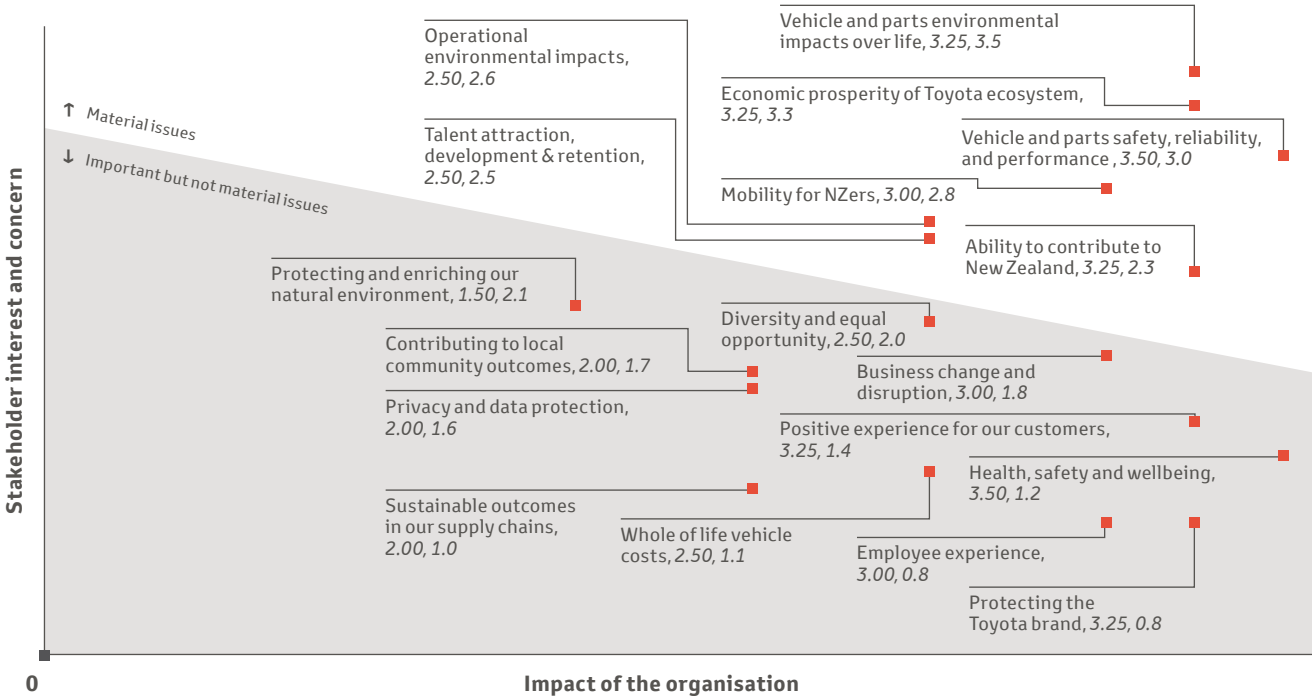 Stakeholder interest and concern
↑ Material issues
↓ Important but not material issues
Operational
environmental impacts,
2.50, 2.6
Talent attraction,
development & retention,
2.50, 2.5
Vehicle and parts environmental
impacts over life, 3.25, 3.5
Economic prosperity of Toyota ecosystem,
3.25, 3.3
Vehicle and parts safety, reliability,
and performance , 3.50, 3.0
Mobility for NZers, 3.00, 2.8
Ability to contribute to
New Zealand, 3.25, 2.3
Protecting and enriching our
natural environment, 1.50, 2.1
Contributing to local
community outcomes, 2.00, 1.7
Privacy and data protection,
2.00, 1.6
Diversity and equal
opportunity, 2.50, 2.0
Business change and
disruption, 3.00, 1.8
Positive experience for our customers,
3.25, 1.4
Health, safety and wellbeing,
3.50, 1.2
Sustainable outcomes
in our supply chains,
2.00, 1.0
Whole of life vehicle
costs, 2.50, 1.1
Employee experience,
3.00, 0.8
Protecting the
Toyota brand, 3.25, 0.8
0
Impact of the organisation